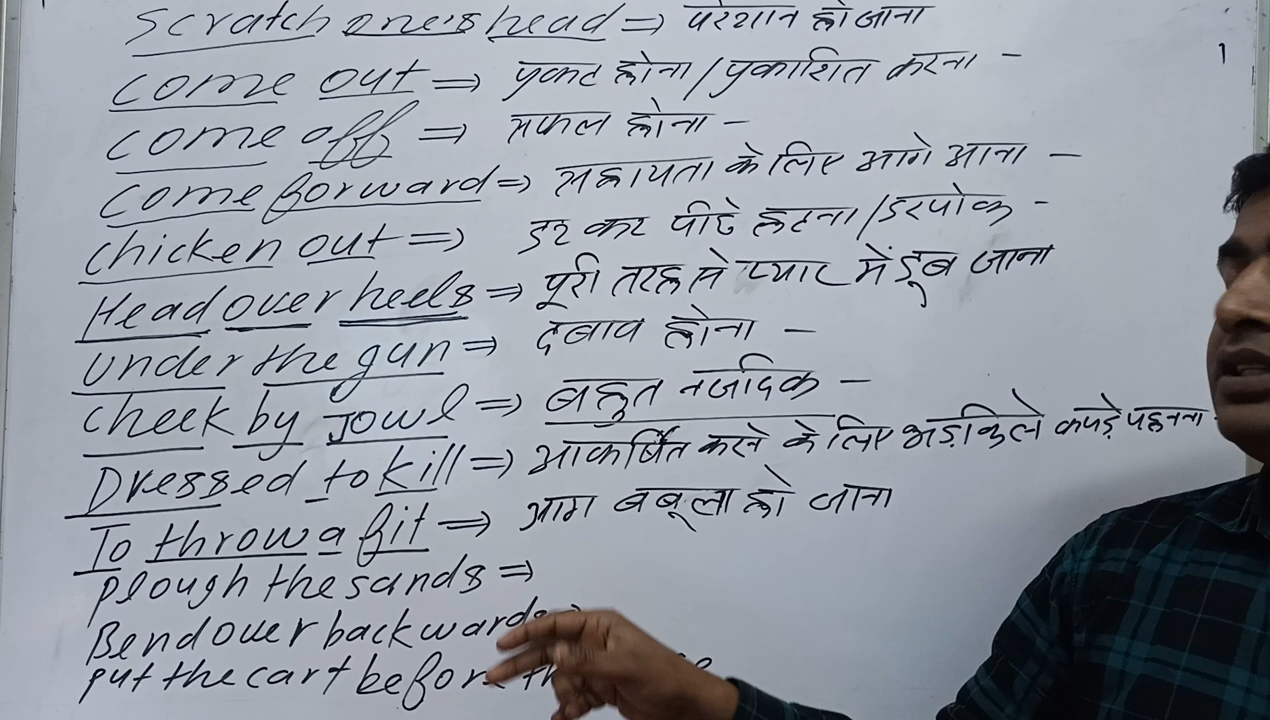 Scratch one's head => परेशान हो जाना
come out => प्रकट होना/प्रकाशित करना -
come off => सफल होना -
come forward => सहायता के लिए आगे आना -
chicken out => डर कर पीछे हटना/डरपोक -
Head over heels => पूरी तरह से प्यार में डूब जाना
under the gun => दबाव होना -
cheek by Jowl => बहुत नजदिक -
Dressed to kill => आकर्षित करने के लिए भड़किले कपड़े पहनना
To throw a fit => आग बबूला हो जाना
plough the sands =>
Bend over backwards
put the cart before